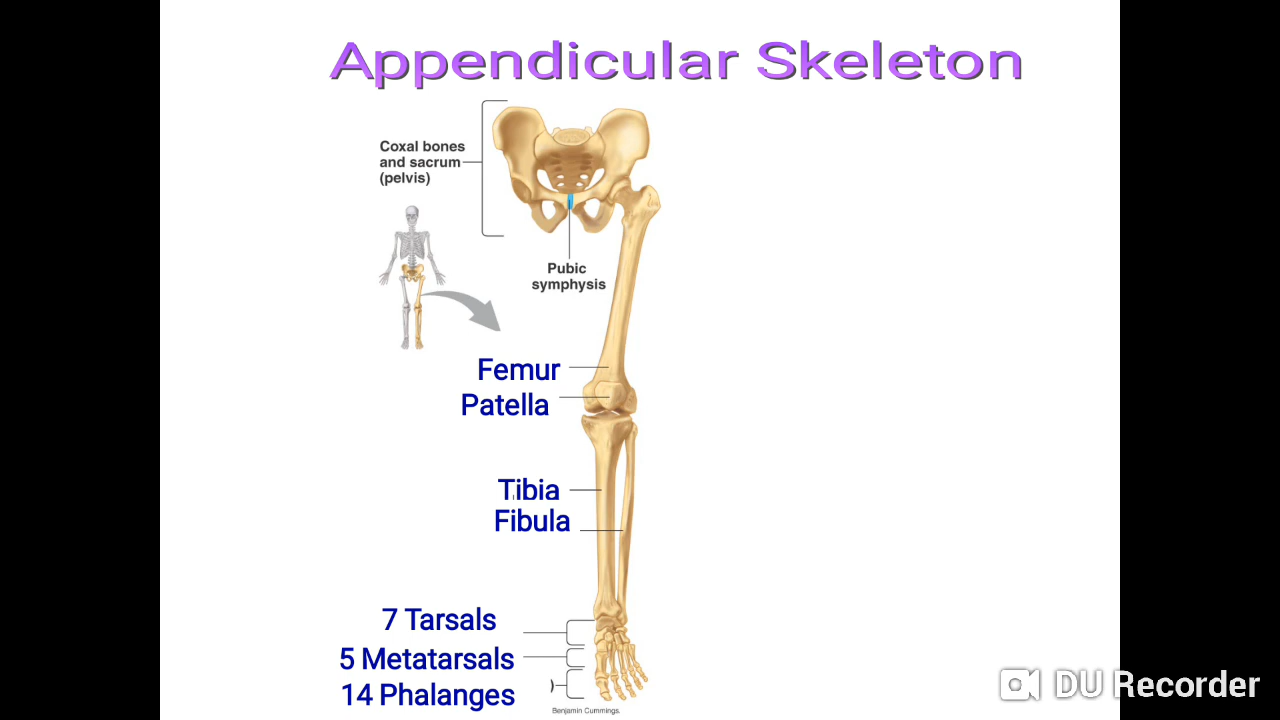 Appendicular Skeleton
Coxal bones
and sacrum
(pelvis)
Pubic
symphysis
Femur
Patella
Tibia
Fibula
7 Tarsals
5 Metatarsals
14 Phalanges
Benjamin Cummings.
DU Recorder